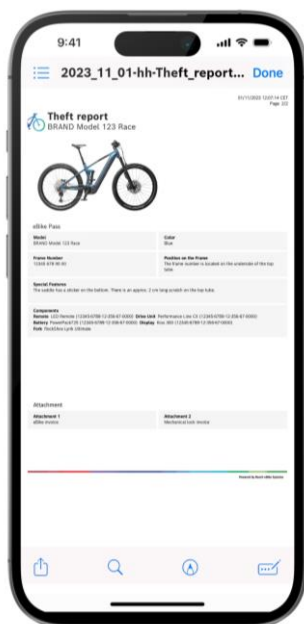 9:41
2023_11_01-hh-Theft_report... Done
Theft report
BRAND Model 123 Race
eBike Pass
Model
BRAND Model 123 Race
Color
Blue
Frame Number
Position on the Frame
The frame number is located on the underside of the top tube.
Special Features
The saddle has a sticker on the bottom. There is an approx. 2 cm long scratch on the top tube.
Components
Attachment
Attachment 1
eBike invoice
Attachment 2
Mechanical lock invoice